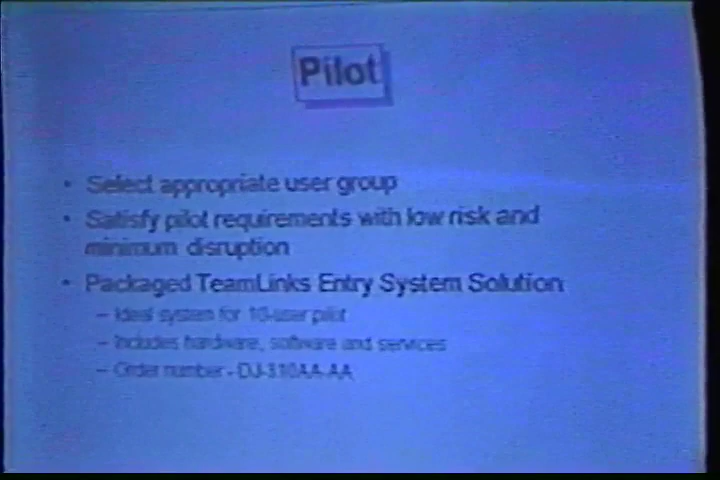 Pilot
• Select appropriate user group
• Satisfy pilot requirements with low risk and
minimum disruption
• Packaged TeamLinks Entry System Solution
– Ideal system for 10-user pilot
– Includes hardware, software and services
– Order number - DJ-310AA-AA